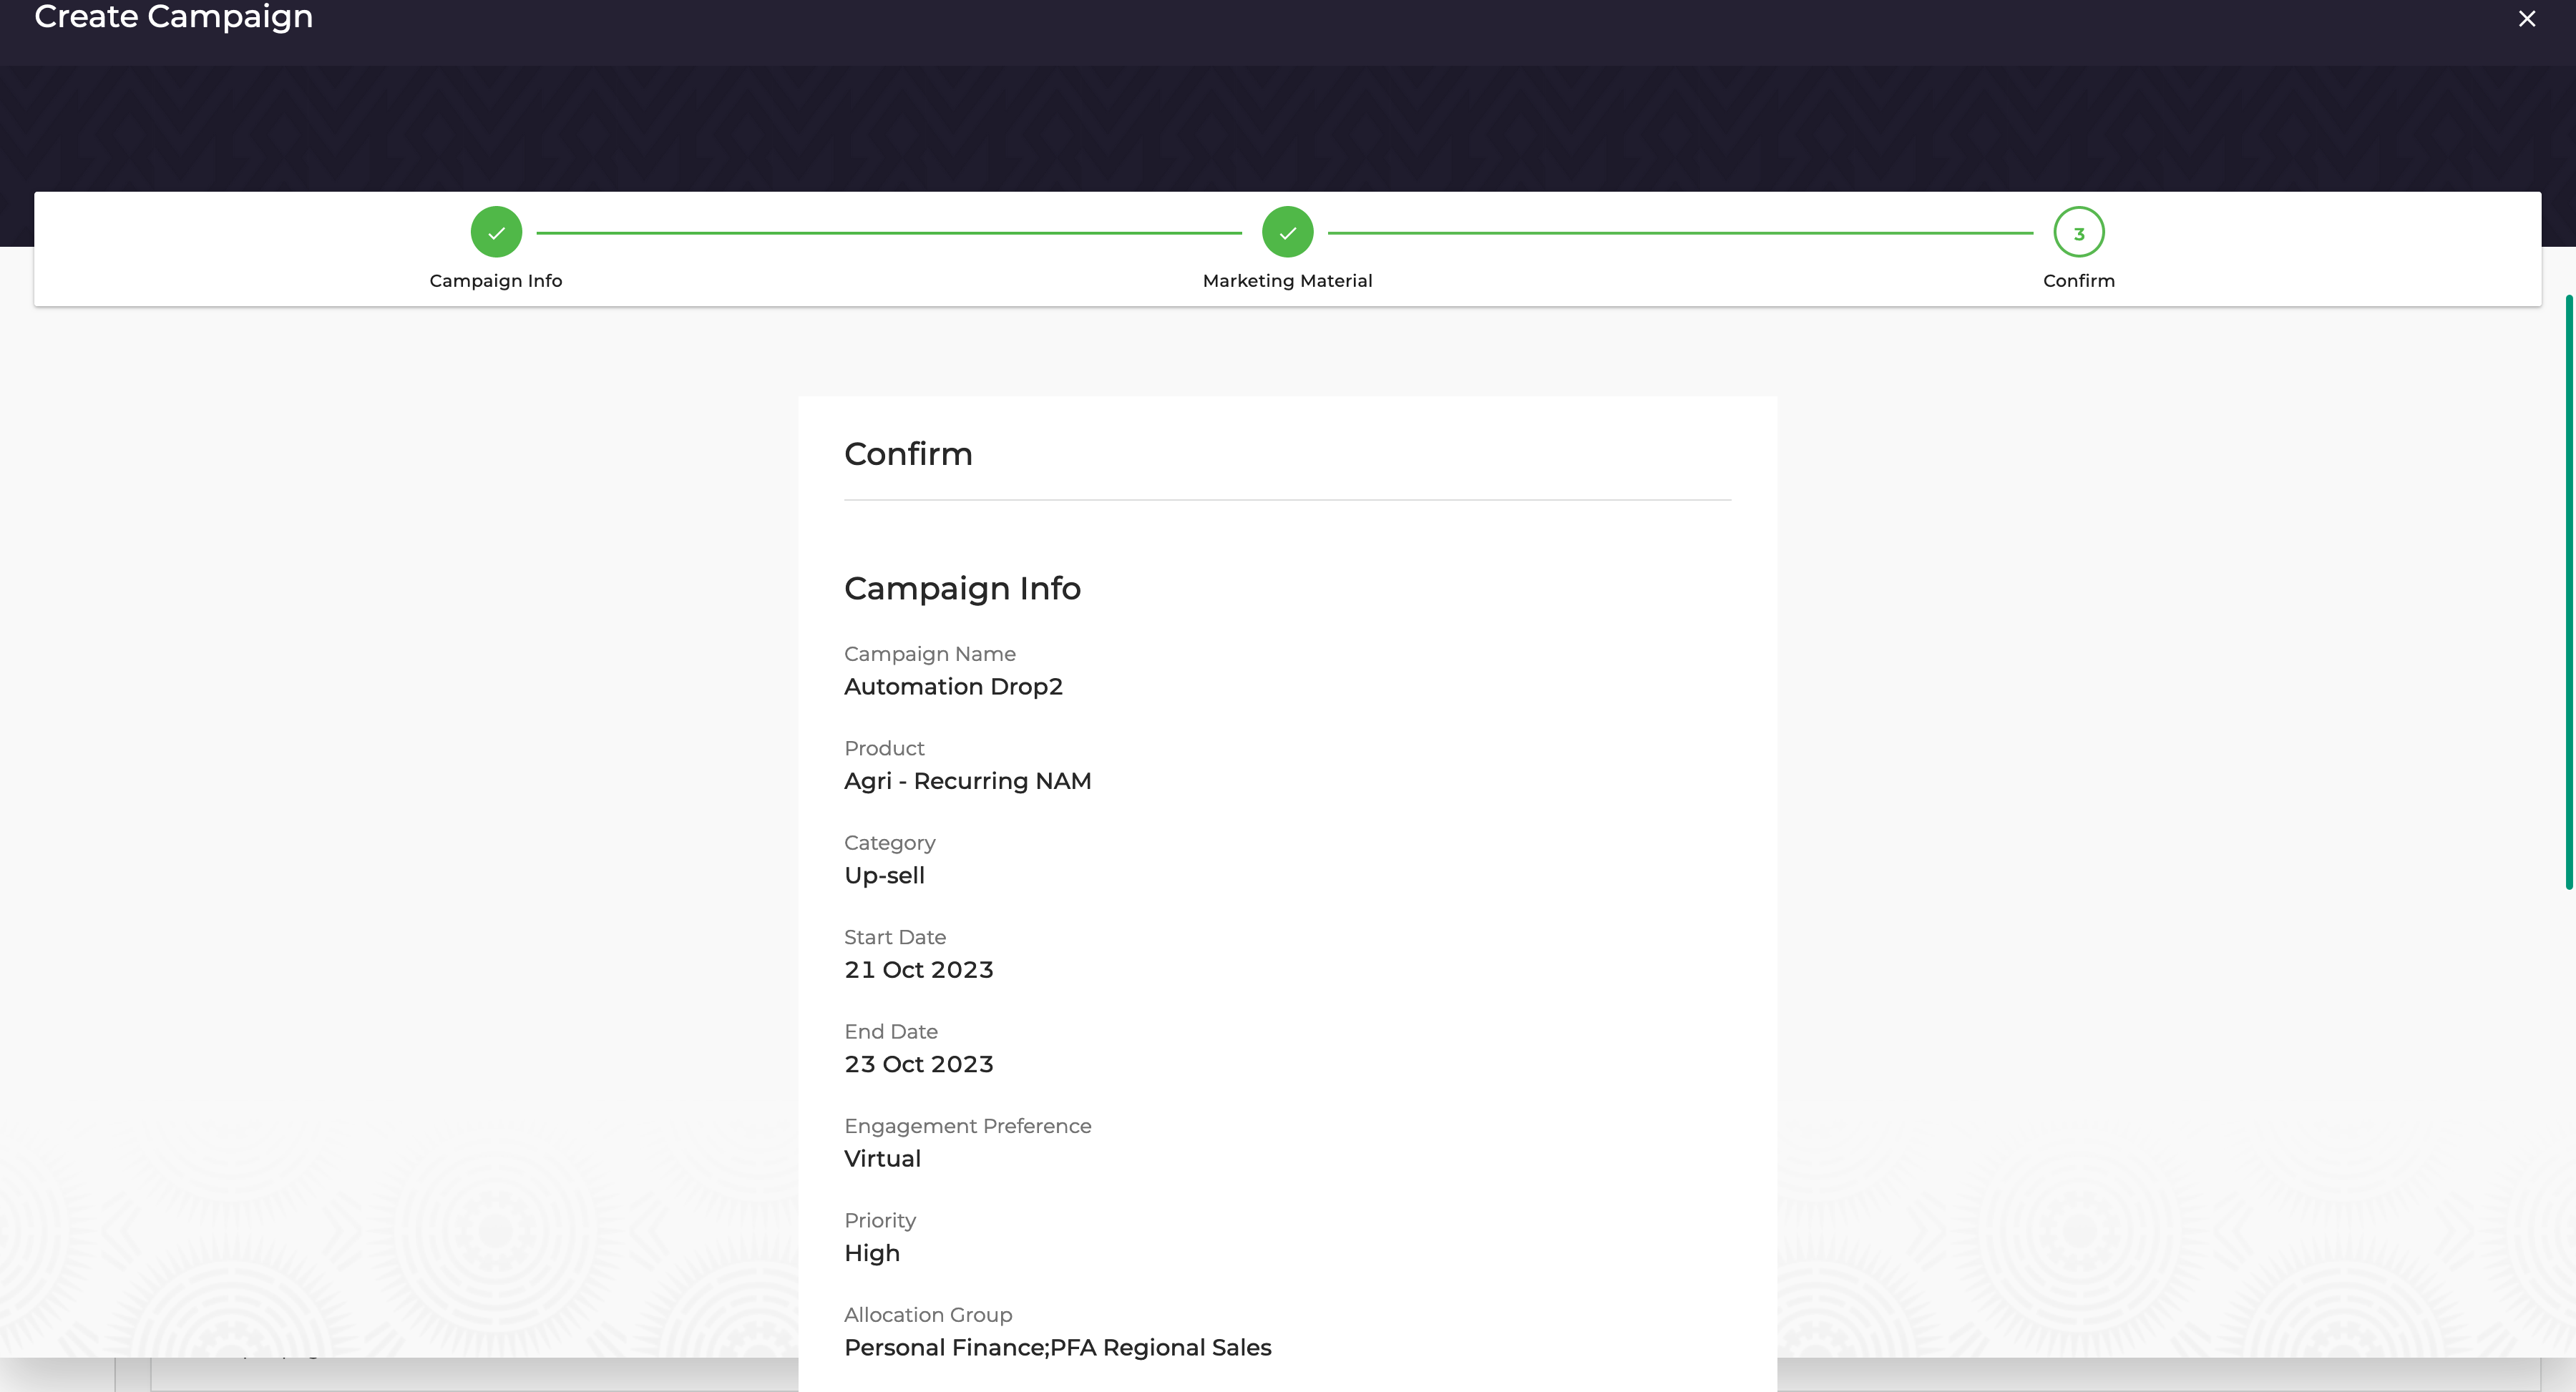 Create Campaign
Campaign Info
Marketing Material
3
Confirm
Confirm
Campaign Info
Campaign Name
Automation Drop2
Product
Agri - Recurring NAM
Category
Up-sell
Start Date
21 Oct 2023
End Date
23 Oct 2023
Engagement Preference
Virtual
Priority
High
Allocation Group
Personal Finance;PFA Regional Sales